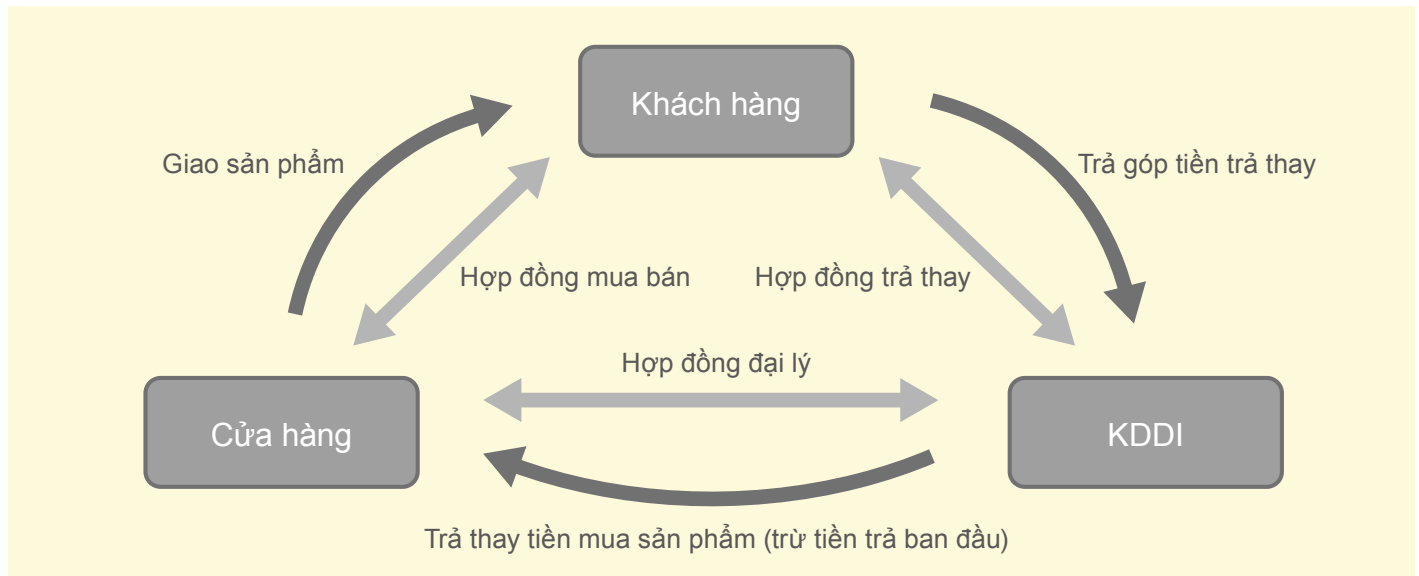 Khách hàng
Giao sản phẩm
Trả góp tiền trả thay
Hợp đồng mua bán
Hợp đồng trả thay
Hợp đồng đại lý
Cửa hàng
KDDI
Trả thay tiền mua sản phẩm (trừ tiền trả ban đầu)